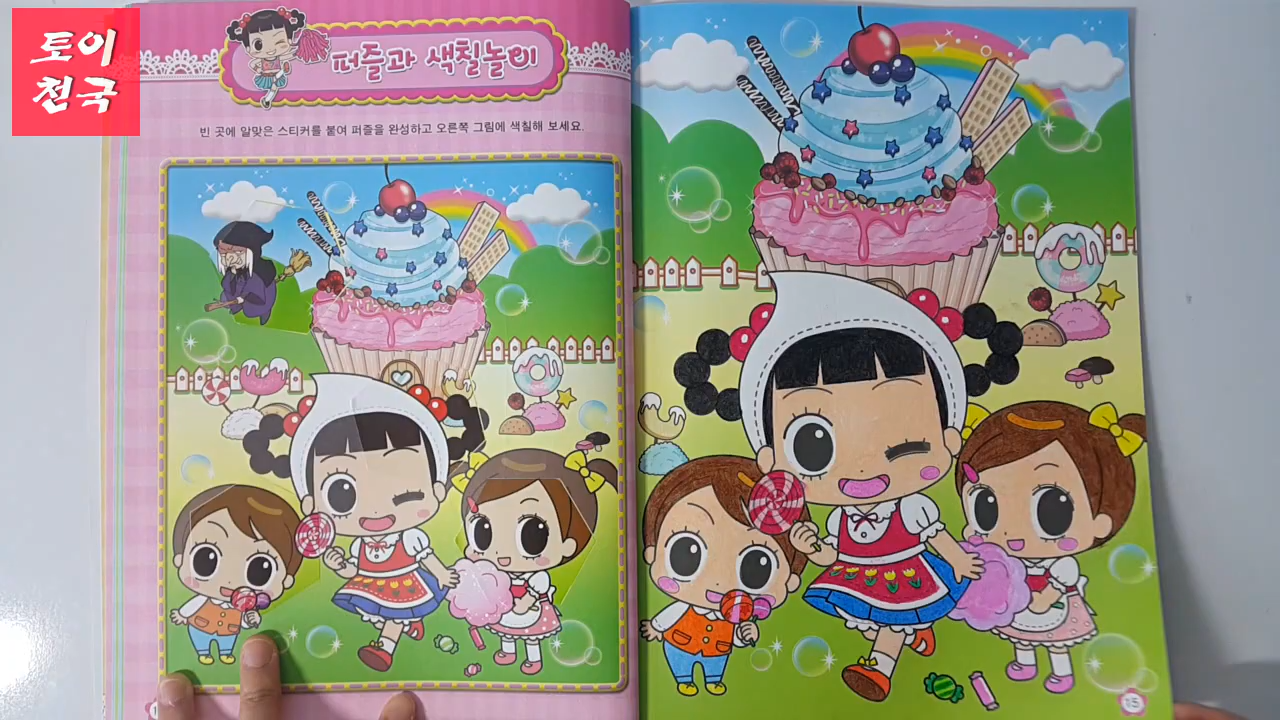 토이
천국
퍼즐과 색칠놀이
빈 곳에 알맞은 스티커를 붙여 퍼즐을 완성하고 오른쪽 그림에 색칠해 보세요.
15